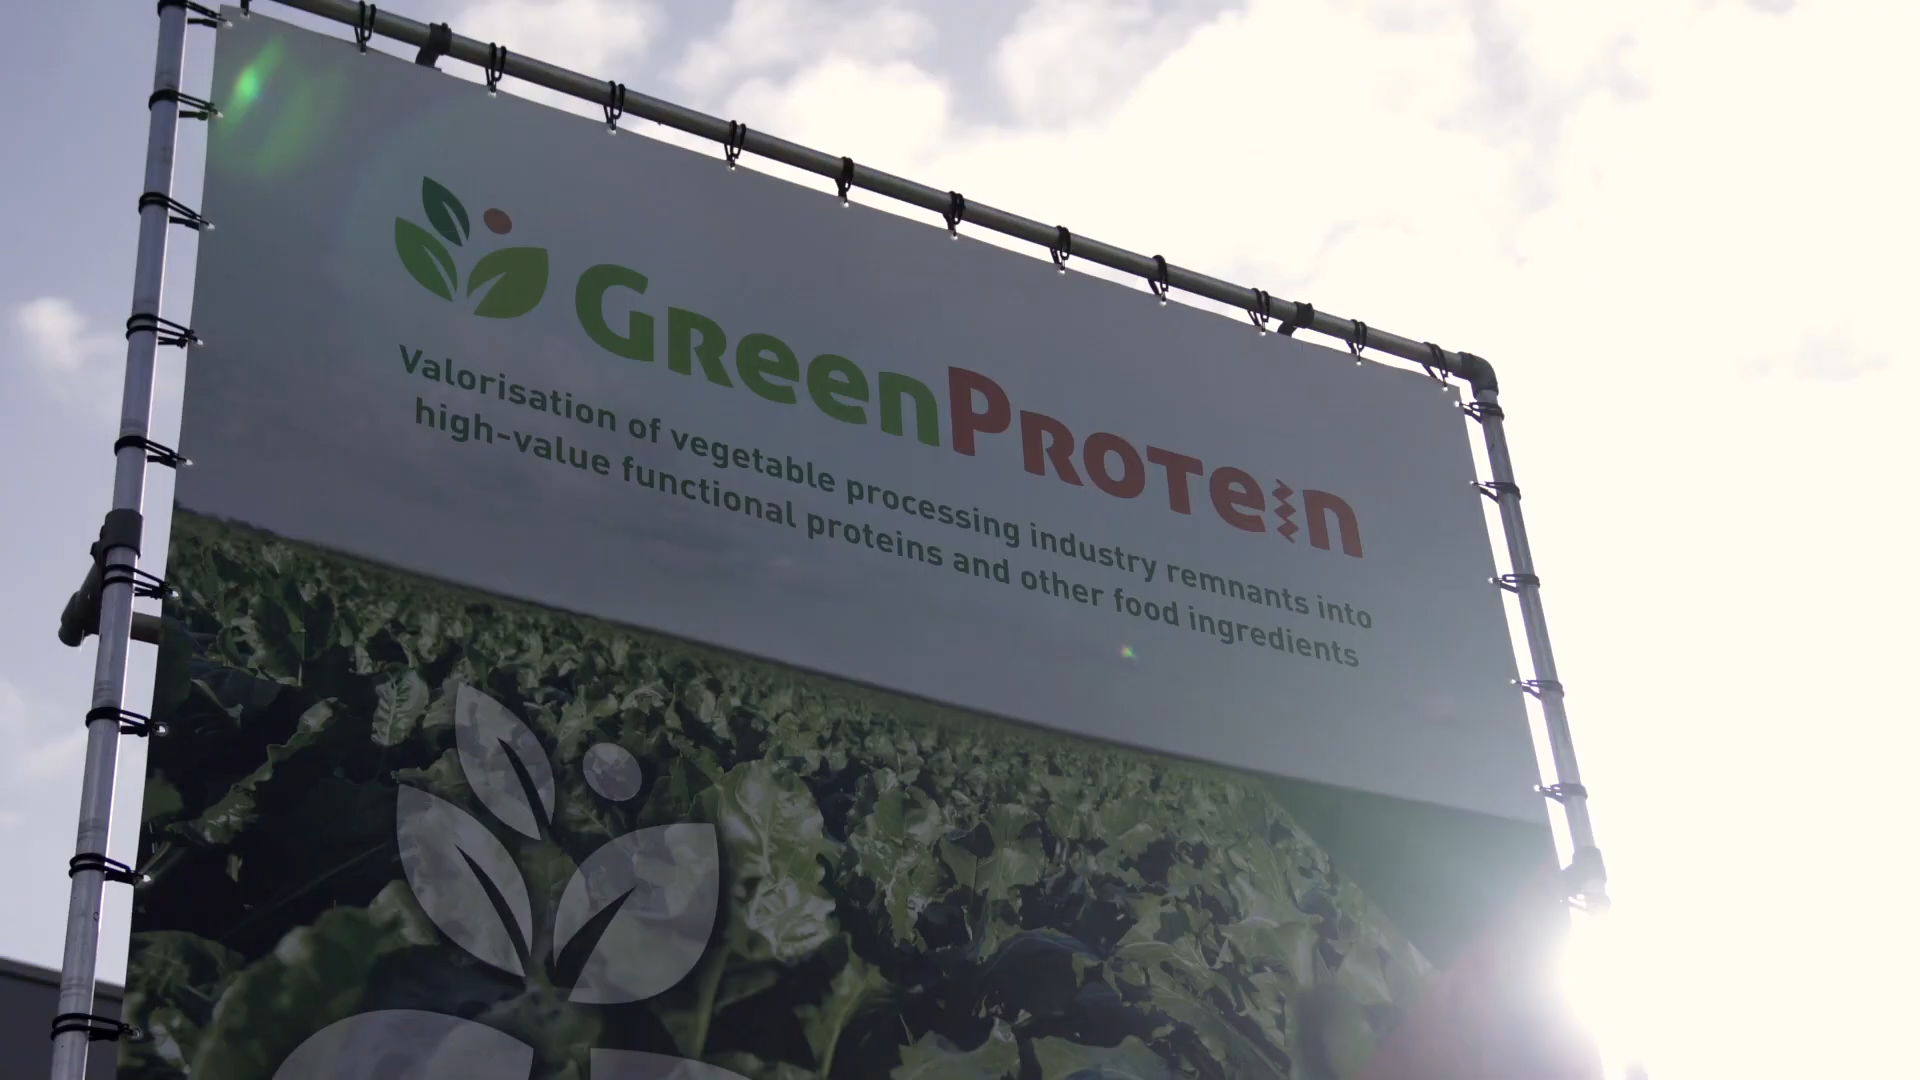 GreenProtein
Valorisation of vegetable processing industry remnants into
high-value functional proteins and other food ingredients